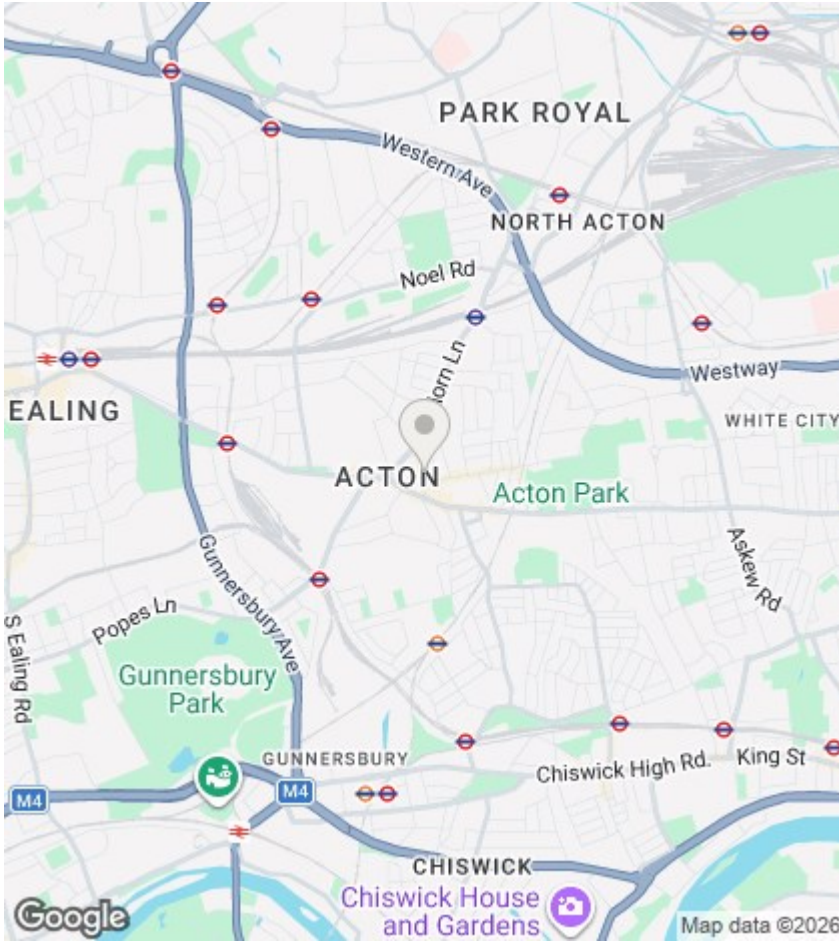 PARK ROYAL
Western Ave
NORTH ACTON
Noel Rd
Horn Ln
Westway
EALING
WHITE CITY
ACTON
Acton Park
Askew Rd
Gunnersbury Ave
Popes Ln
S Ealing Rd
Gunnersbury
Park
GUNNERSBURY
Chiswick High Rd.
King St
M4
M4
CHISWICK
Chiswick House
and Gardens
Google
Map data ©2026